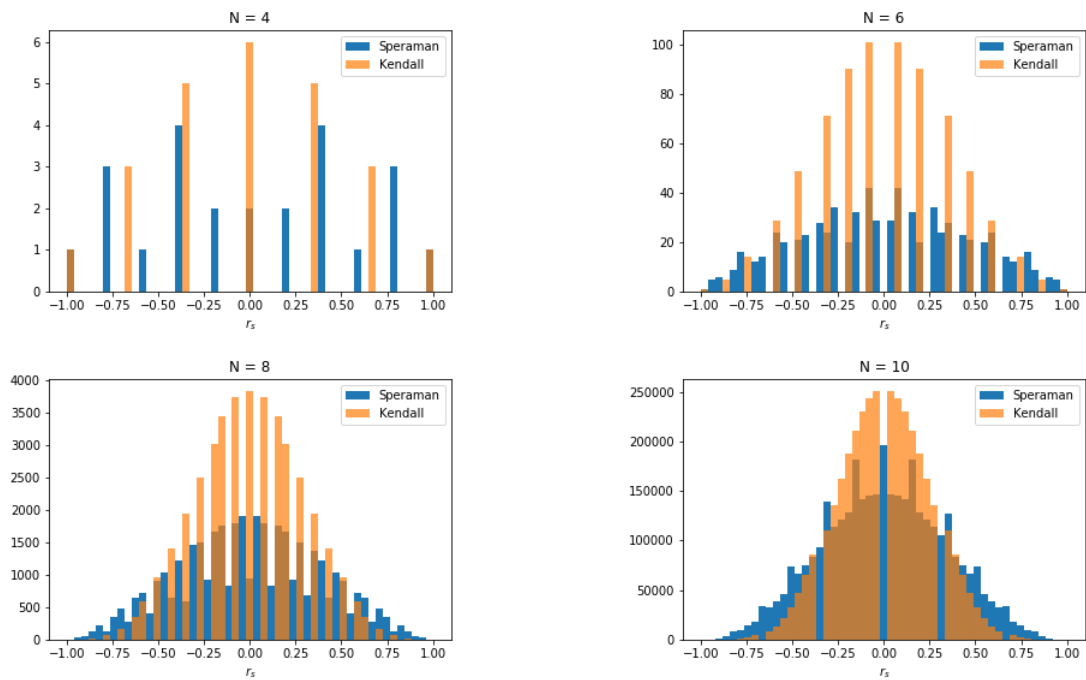 N = 4
6
5
4
3
2
1
0
−1.00 −0.75 −0.50 −0.25 0.00 0.25 0.50 0.75 1.00
r_s
Speraman
Kendall
N = 6
100
80
60
40
20
0
−1.00 −0.75 −0.50 −0.25 0.00 0.25 0.50 0.75 1.00
r_s
Speraman
Kendall
N = 8
4000
3500
3000
2500
2000
1500
1000
500
0
−1.00 −0.75 −0.50 −0.25 0.00 0.25 0.50 0.75 1.00
r_s
Speraman
Kendall
N = 10
250000
200000
150000
100000
50000
0
−1.00 −0.75 −0.50 −0.25 0.00 0.25 0.50 0.75 1.00
r_s
Speraman
Kendall